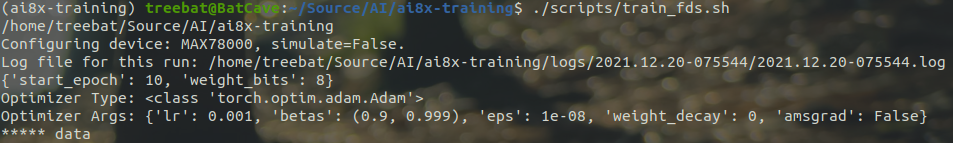 (ai8x-training) treebat@BatCave:~/Source/AI/ai8x-training$ ./scripts/train_fds.sh
/home/treebat/Source/AI/ai8x-training
Configuring device: MAX78000, simulate=False.
Log file for this run: /home/treebat/Source/AI/ai8x-training/logs/2021.12.20-075544/2021.12.20-075544.log
{'start_epoch': 10, 'weight_bits': 8}
Optimizer Type: <class 'torch.optim.adam.Adam'>
Optimizer Args: {'lr': 0.001, 'betas': (0.9, 0.999), 'eps': 1e-08, 'weight_decay': 0, 'amsgrad': False}
***** data